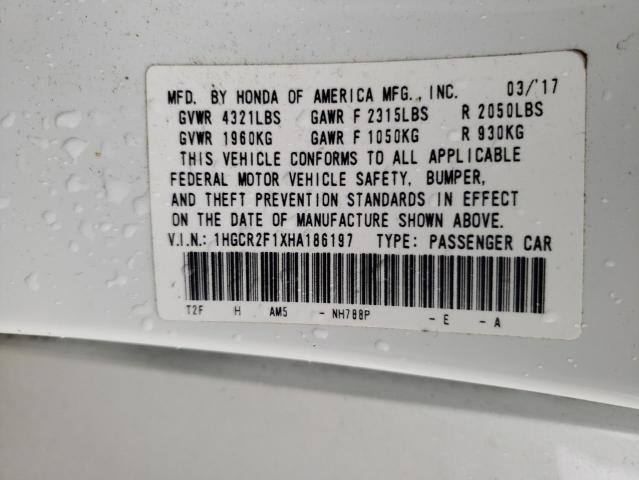 MFD. BY HONDA OF AMERICA MFG., INC. 03/'17
GVWR 4321LBS GAWR F 2315LBS R 2050LBS
GVWR 1960KG GAWR F 1050KG R 930KG
THIS VEHICLE CONFORMS TO ALL APPLICABLE
FEDERAL MOTOR VEHICLE SAFETY, BUMPER,
AND THEFT PREVENTION STANDARDS IN EFFECT
ON THE DATE OF MANUFACTURE SHOWN ABOVE.
V.I.N.: 1HGCR2F1XHA186197 TYPE: PASSENGER CAR
T2F H AM5 - NH788P - E - A